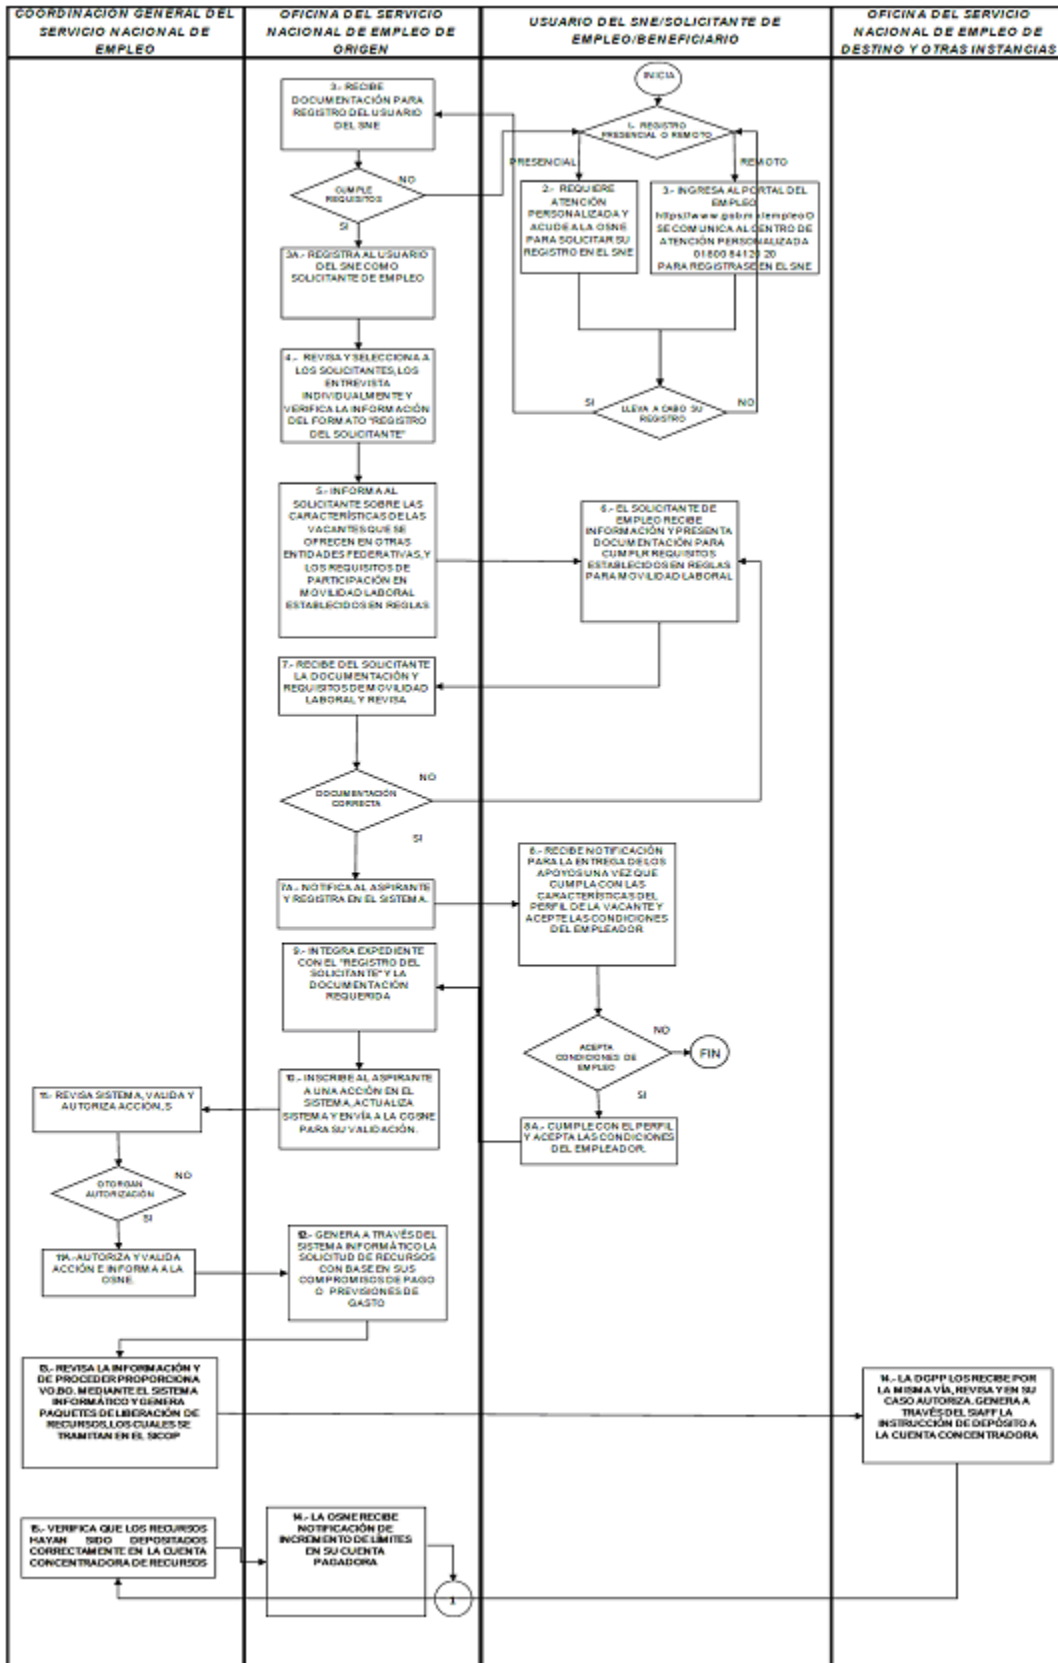 COORDINACIÓN GENERAL DEL
SERVICIO NACIONAL DE
EMPLEO
OFICINA DEL SERVICIO
NACIONAL DE EMPLEO DE
ORIGEN
USUARIO DEL SNE/SOLICITANTE DE
EMPLEO/BENEFICIARIO
OFICINA DEL SERVICIO
NACIONAL DE EMPLEO DE
DESTINO Y OTRAS INSTANCIAS
INICIA
1.- REGISTRO
PRESENCIAL O REMOTO
PRESENCIAL
REMOTO
2.- REQUIERE
ATENCIÓN
PERSONALIZADA Y
ACUDE A LA OSNE
PARA SOLICITAR SU
REGISTRO EN EL SNE
3.- INGRESA AL PORTAL DEL
EMPLEO
SE COMUNICA AL CENTRO DE
ATENCIÓN PERSONALIZADA
PARA REGISTRASE EN EL SNE
LLEVA A CABO SU
REGISTRO
SI
NO
3.- RECIBE
DOCUMENTACIÓN PARA
REGISTRO DEL USUARIO
DEL SNE
CUMPLE
REQUISITOS
NO
SI
3A.- REGISTRA AL USUARIO
DEL SNE COMO
SOLICITANTE DE EMPLEO
4.- REVISA Y SELECCIONA A
LOS SOLICITANTES, LOS
ENTREVISTA
INDIVIDUALMENTE Y
VERIFICA LA INFORMACIÓN
DEL FORMATO "REGISTRO
DEL SOLICITANTE"
5.- INFORMA AL
SOLICITANTE SOBRE LAS
CARACTERÍSTICAS DE LAS
VACANTES QUE SE
OFRECEN EN OTRAS
ENTIDADES FEDERATIVAS, Y
LOS REQUISITOS DE
PARTICIPACIÓN EN
MOVILIDAD LABORAL
ESTABLECIDOS EN REGLAS
6.- EL SOLICITANTE DE
EMPLEO RECIBE
INFORMACIÓN Y PRESENTA
DOCUMENTACIÓN PARA
CUMPLIR REQUISITOS
ESTABLECIDOS EN REGLAS
PARA MOVILIDAD LABORAL
7.- RECIBE DEL SOLICITANTE
LA DOCUMENTACIÓN Y
REQUISITOS DE MOVILIDAD
LABORAL Y REVISA
DOCUMENTACIÓN
CORRECTA
NO
SI
7A.- NOTIFICA AL ASPIRANTE
Y REGISTRA EN EL SISTEMA.
8.- RECIBE NOTIFICACIÓN
PARA LA ENTREGA DE LOS
APOYOS UNA VEZ QUE
CUMPLA CON LAS
CARACTERÍSTICAS DEL
PERFIL DE LA VACANTE Y
ACEPTE LAS CONDICIONES
DEL EMPLEADOR
ACEPTA
CONDICIONES DE
EMPLEO
NO
FIN
SI
8A.- CUMPLE CON EL PERFIL
Y ACEPTA LAS CONDICIONES
DEL EMPLEADOR.
9.- INTEGRA EXPEDIENTE
CON EL "REGISTRO DEL
SOLICITANTE" Y LA
DOCUMENTACIÓN
REQUERIDA
10.- INSCRIBE AL ASPIRANTE
A UNA ACCIÓN EN EL
SISTEMA, ACTUALIZA
SISTEMA Y ENVÍA A LA CGSNE
PARA SU VALIDACIÓN.
11.- REVISA SISTEMA, VALIDA Y
AUTORIZA ACCIÓN, S
OTORGAN
AUTORIZACIÓN
NO
SI
11A.- AUTORIZA Y VALIDA
ACCIÓN E INFORMA A LA
OSNE.
12.- GENERA A TRAVÉS DEL
SISTEMA INFORMÁTICO LA
SOLICITUD DE RECURSOS
CON BASE EN SUS
COMPROMISOS DE PAGO
O PREVISIONES DE
GASTO
13.- REVISA LA INFORMACIÓN Y
DE PROCEDER PROPORCIONA
VO.BO. MEDIANTE EL SISTEMA
INFORMÁTICO Y GENERA
PAQUETES DE LIBERACIÓN DE
RECURSOS, LOS CUALES SE
TRAMITAN EN EL SICOP
14.- LA DGPP LOS RECIBE POR
LA MISMA VÍA, REVISA Y EN SU
CASO AUTORIZA. GENERA A
TRAVÉS DEL SIAFF LA
INSTRUCCIÓN DE DEPÓSITO A
LA CUENTA CONCENTRADORA
15.- VERIFICA QUE LOS RECURSOS
HAYAN SIDO DEPOSITADOS
CORRECTAMENTE EN LA CUENTA
CONCENTRADORA DE RECURSOS
14.- LA OSNE RECIBE
NOTIFICACIÓN DE
INCREMENTO DE LÍMITES
EN SU CUENTA
PAGADORA
1